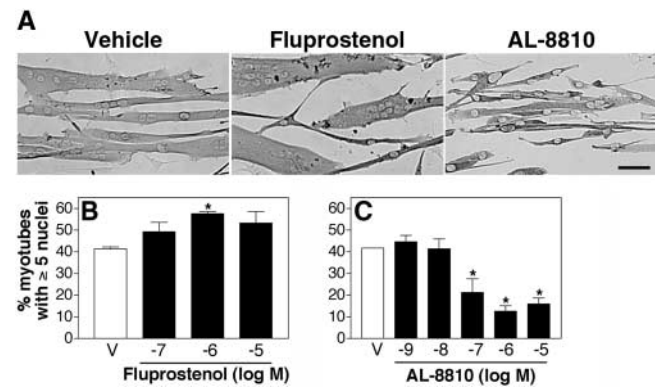 A
Vehicle Fluprostenol AL-8810
B
C
% myotubes
with ≥ 5 nuclei
60
50
40
30
20
10
0
*
V -7 -6 -5
Fluprostenol (log M)
60
50
40
30
20
10
0
* * *
V -9 -8 -7 -6 -5
AL-8810 (log M)